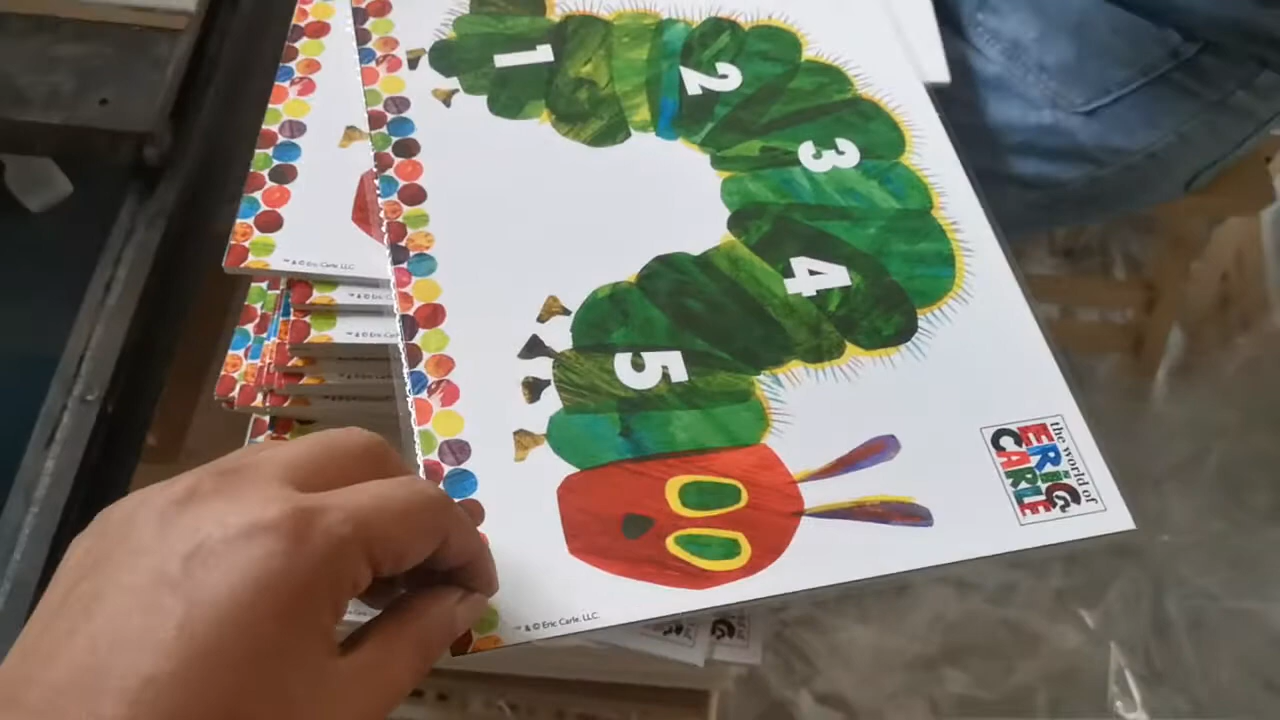 1
2
3
4
5
the world of
ERIC
CARLE
™ & © Eric Carle, LLC.
™ & © Eric Carle, LLC